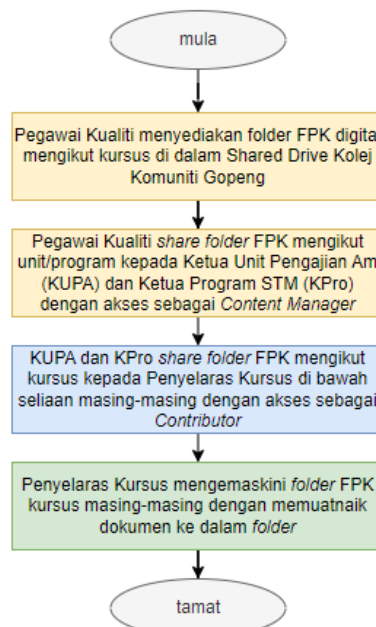 mula
Pegawai Kualiti menyediakan folder FPK digital
mengikut kursus di dalam Shared Drive Kolej
Komuniti Gopeng
Pegawai Kualiti share folder FPK mengikut
unit/program kepada Ketua Unit Pengajian Am
(KUPA) dan Ketua Program STM (KPro)
dengan akses sebagai Content Manager
KUPA dan KPro share folder FPK mengikut
kursus kepada Penyelaras Kursus di bawah
seliaan masing-masing dengan akses sebagai
Contributor
Penyelaras Kursus mengemaskini folder FPK
kursus masing-masing dengan memuatnaik
dokumen ke dalam folder
tamat